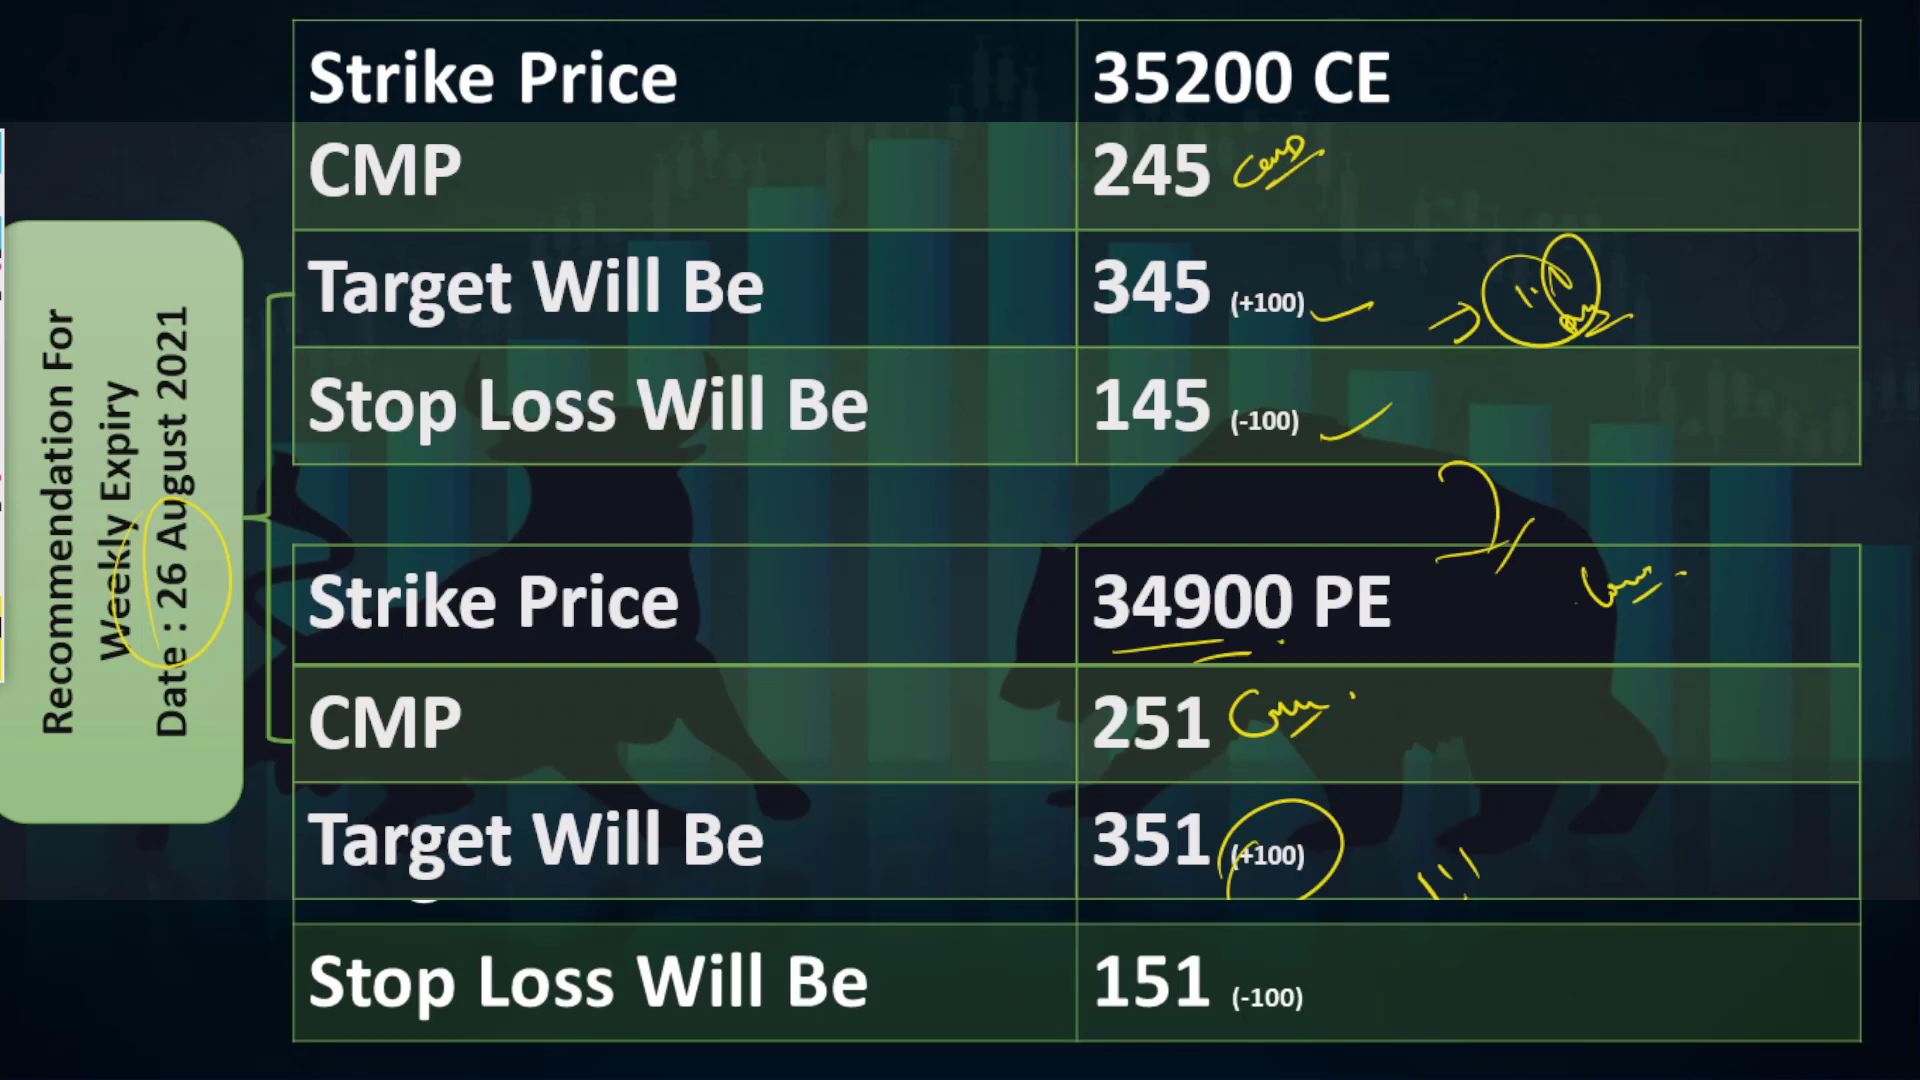 Recommendation For
Weekly Expiry
Date : 26 August 2021
Strike Price 35200 CE
CMP 245
Target Will Be 345 (+100)
Stop Loss Will Be 145 (-100)
Strike Price 34900 PE
CMP 251
Target Will Be 351 (+100)
Stop Loss Will Be 151 (-100)